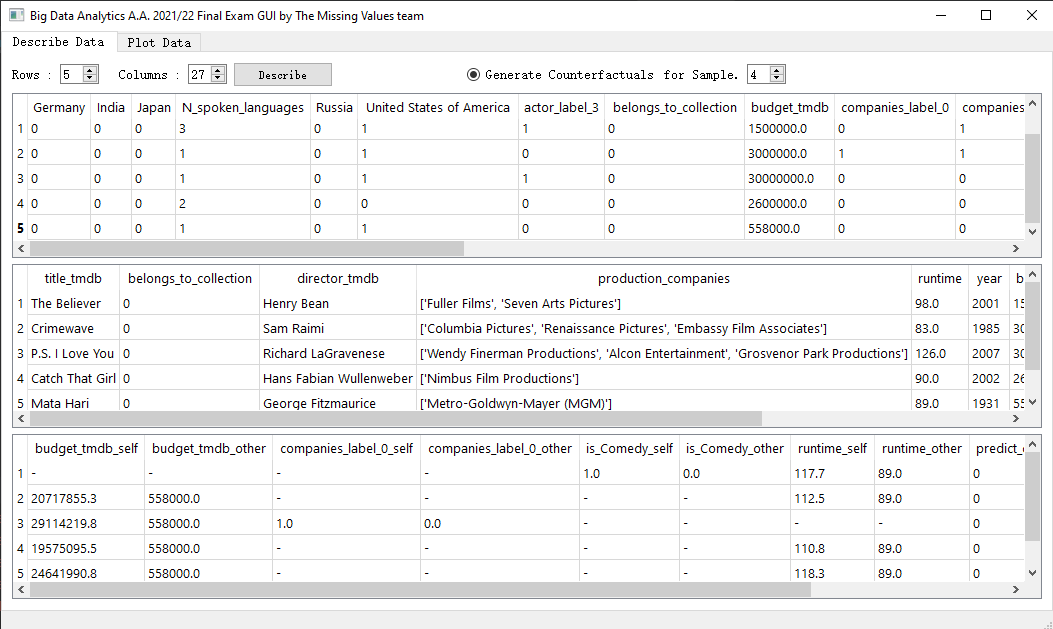 Big Data Analytics A.A. 2021/22 Final Exam GUI by The Missing Values team
Describe Data Plot Data
Rows : 5 Columns : 27 Describe Generate Counterfactuals for Sample. 4
Germany India Japan N_spoken_languages Russia United States of America actor_label_3 belongs_to_collection budget_tmdb companies_label_0 companies
1 0 0 0 3 0 1 1 0 1500000.0 0 1
2 0 0 0 1 0 1 0 0 3000000.0 1 1
3 0 0 0 1 0 1 1 0 30000000.0 0 0
4 0 0 0 2 0 0 0 0 2600000.0 0 0
5 0 0 0 1 0 1 0 0 558000.0 0 0
title_tmdb belongs_to_collection director_tmdb production_companies runtime year b
1 The Believer 0 Henry Bean ['Fuller Films', 'Seven Arts Pictures'] 98.0 2001 15
2 Crimewave 0 Sam Raimi ['Columbia Pictures', 'Renaissance Pictures', 'Embassy Film Associates'] 83.0 1985 30
3 P.S. I Love You 0 Richard LaGravenese ['Wendy Finerman Productions', 'Alcon Entertainment', 'Grosvenor Park Productions'] 126.0 2007 30
4 Catch That Girl 0 Hans Fabian Wullenweber ['Nimbus Film Productions'] 90.0 2002 26
5 Mata Hari 0 George Fitzmaurice ['Metro-Goldwyn-Mayer (MGM)'] 89.0 1931 55
budget_tmdb_self budget_tmdb_other companies_label_0_self companies_label_0_other is_Comedy_self is_Comedy_other runtime_self runtime_other predict_
1 - - - - 1.0 0.0 117.7 89.0 0
2 20717855.3 558000.0 - - - - 112.5 89.0 0
3 29114219.8 558000.0 1.0 0.0 - - - - 0
4 19575095.5 558000.0 - - - - 110.8 89.0 0
5 24641990.8 558000.0 - - - - 118.3 89.0 0